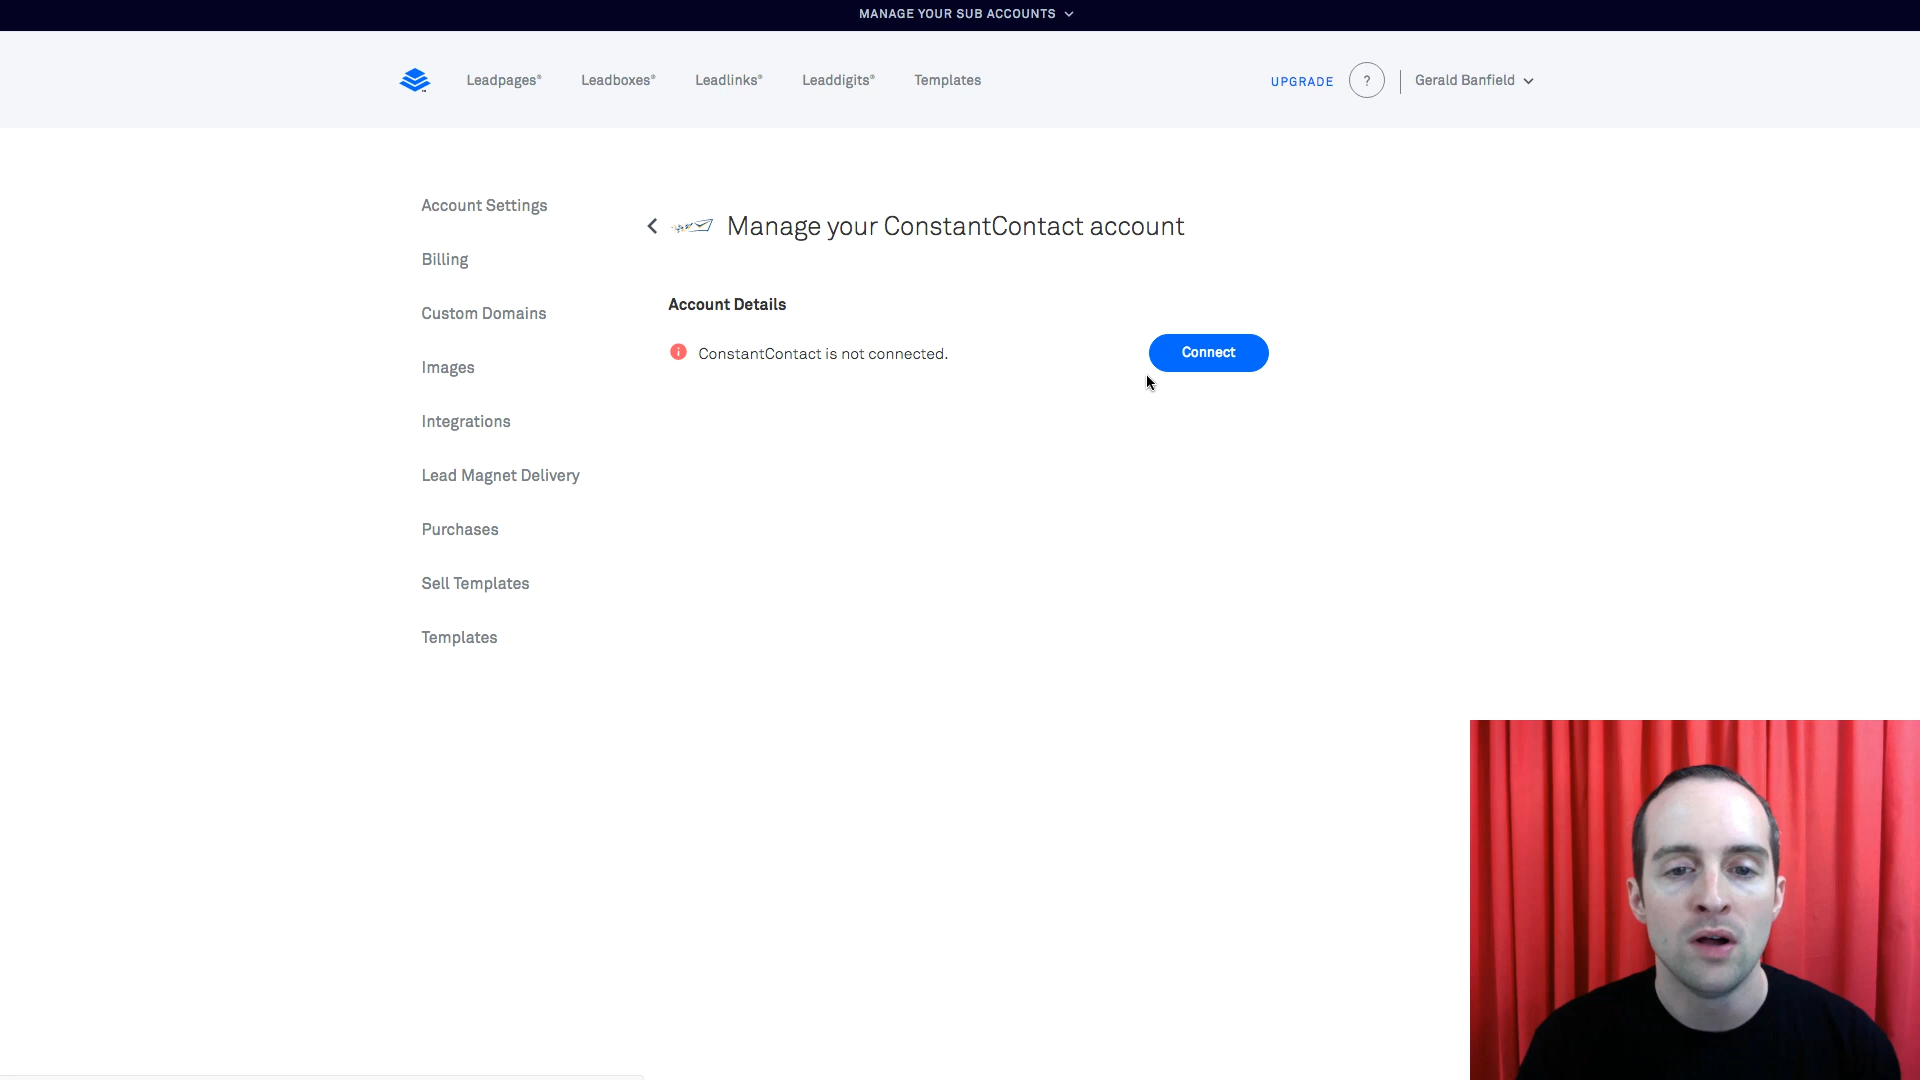 MANAGE YOUR SUB ACCOUNTS
Leadpages® Leadboxes® Leadlinks® Leaddigits® Templates UPGRADE ? Gerald Banfield
Account Settings
Manage your ConstantContact account
Billing
Account Details
Custom Domains
ConstantContact is not connected. Connect
Images
Integrations
Lead Magnet Delivery
Purchases
Sell Templates
Templates